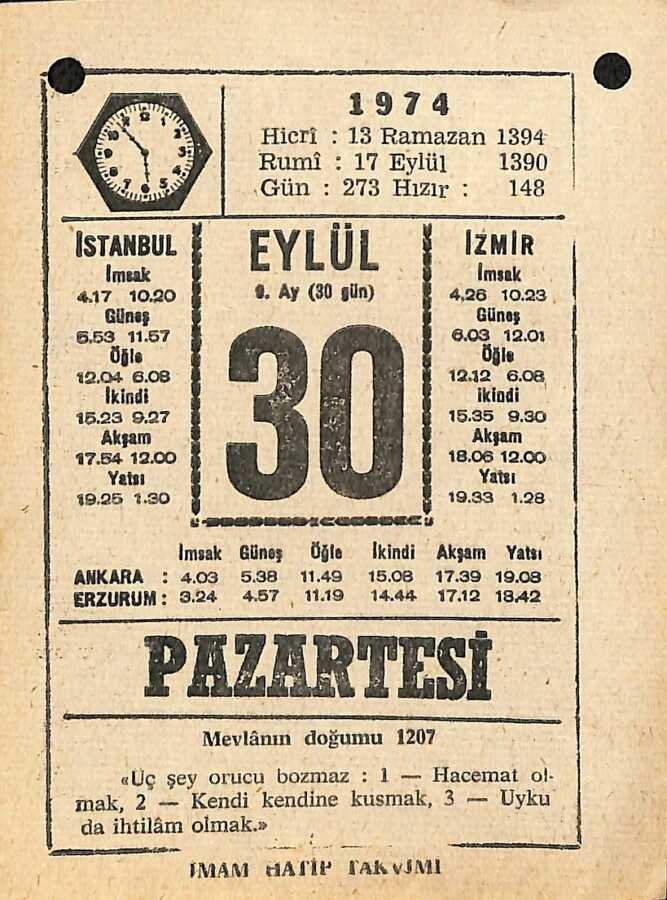 1974
Hicrî : 13 Ramazan 1394
Rumî : 17 Eylül 1390
Gün : 273 Hızır : 148
İSTANBUL
İmsak
4.17 10.20
Güneş
5.53 11.57
Öğle
12.04 6.08
İkindi
15.23 9.27
Akşam
17.54 12.00
Yatsı
19.25 1.30
EYLÜL
9. Ay (30 gün)
30
İZMİR
İmsak
4.26 10.23
Güneş
6.03 12.01
Öğle
12.12 6.08
İkindi
15.35 9.30
Akşam
18.06 12.00
Yatsı
19.33 1.28
İmsak Güneş Öğle İkindi Akşam Yatsı
ANKARA : 4.03 5.38 11.49 15.08 17.39 19.08
ERZURUM : 3.24 4.57 11.19 14.44 17.12 18.42
PAZARTESİ
Mevlânın doğumu 1207
«Uç şey orucu bozmaz : 1 — Hacemat ol-
mak, 2 — Kendi kendine kusmak, 3 — Uyku
da ihtilâm olmak.»
İMAM HATİP TAKVİMİ